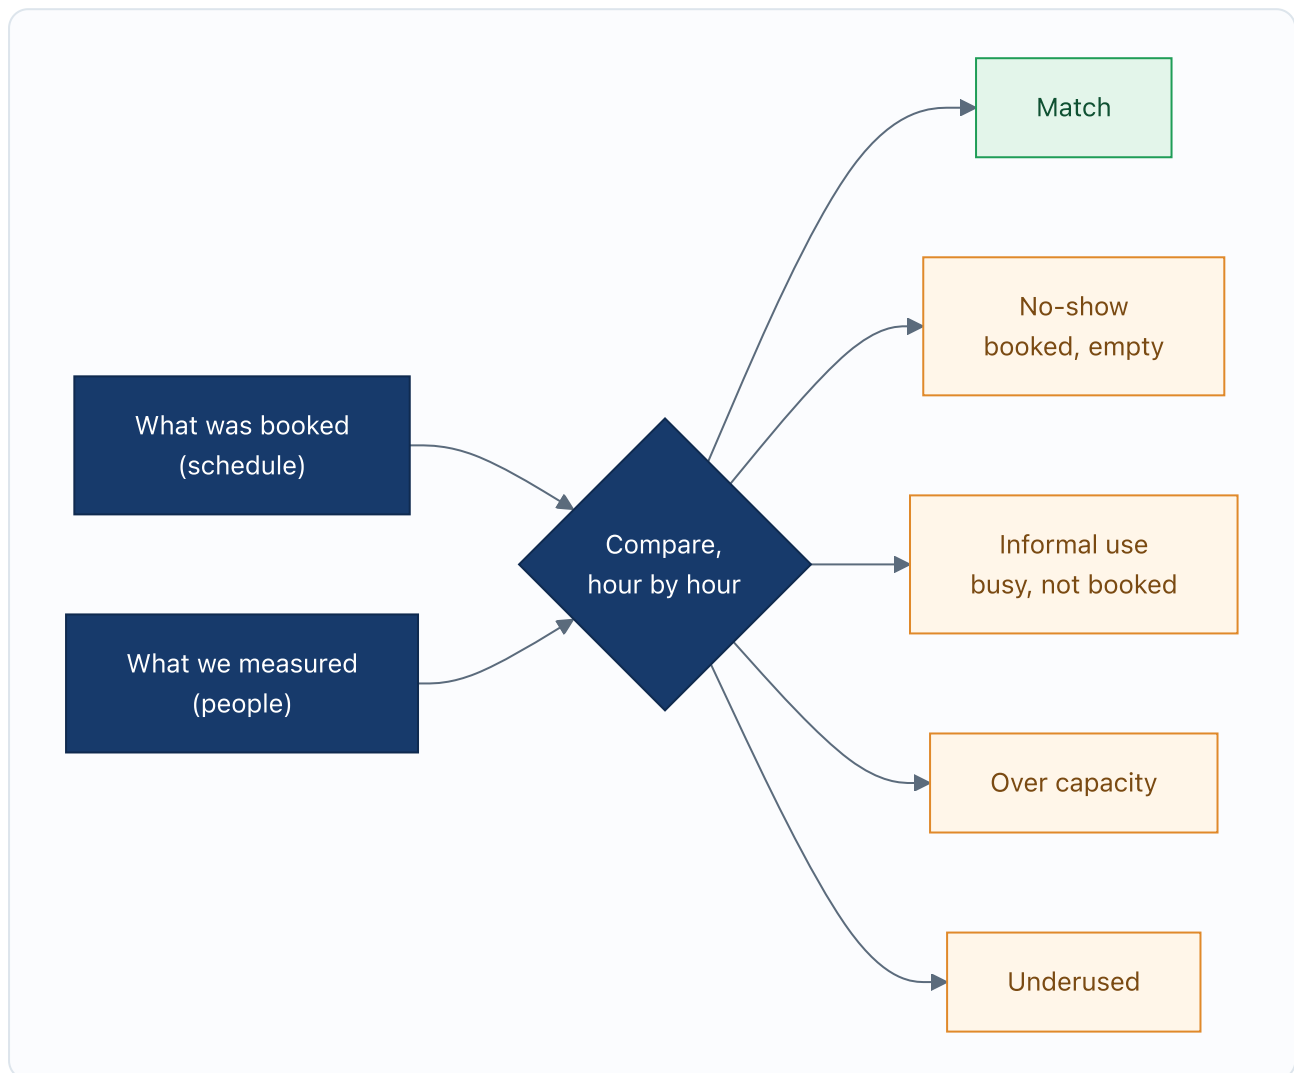 What was booked
(schedule)
What we measured
(people)
Compare,
hour by hour
Match
No-show
booked, empty
Informal use
busy, not booked
Over capacity
Underused